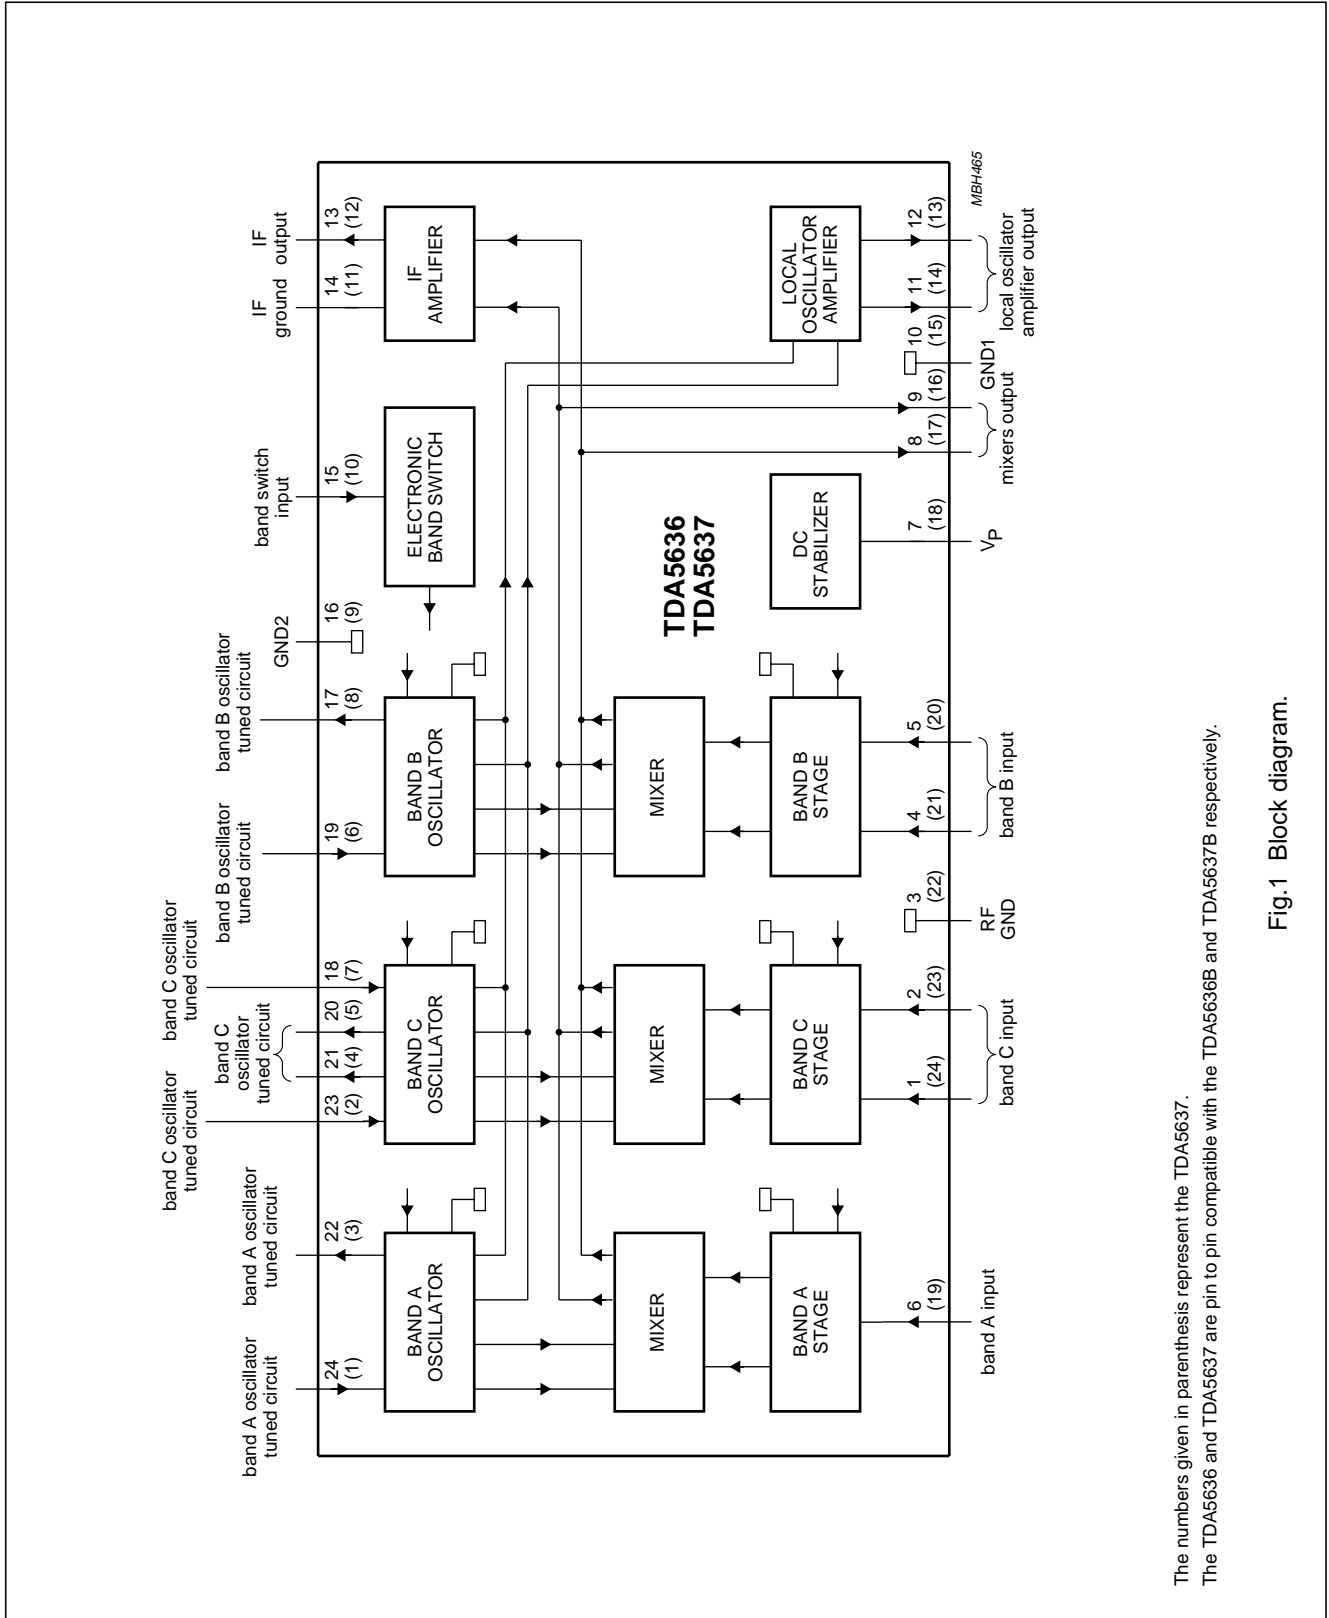 band A oscillator
tuned circuit
band A oscillator
tuned circuit
band C oscillator
tuned circuit
band C
oscillator
tuned circuit
band C oscillator
tuned circuit
band B oscillator
tuned circuit
band B oscillator
tuned circuit
GND2
band switch
input
IF
ground
IF
output
24
(1)
22
(3)
23
(2)
21
(4)
20
(5)
18
(7)
19
(6)
17
(8)
16
(9)
15
(10)
14
(11)
13
(12)
BAND A
OSCILLATOR
BAND C
OSCILLATOR
BAND B
OSCILLATOR
ELECTRONIC
BAND SWITCH
IF
AMPLIFIER
MIXER
MIXER
MIXER
TDA5636
TDA5637
BAND A
STAGE
BAND C
STAGE
BAND B
STAGE
DC
STABILIZER
LOCAL
OSCILLATOR
AMPLIFIER
6
(19)
1
(24)
2
(23)
3
(22)
4
(21)
5
(20)
7
(18)
8
(17)
9
(16)
10
(15)
11
(14)
12
(13)
band A input
band C input
RF
GND
band B input
VP
mixers output
GND1
local oscillator
amplifier output
MBH465
The numbers given in parenthesis represent the TDA5637.
The TDA5636 and TDA5637 are pin to pin compatible with the TDA5636B and TDA5637B respectively.
Fig.1 Block diagram.